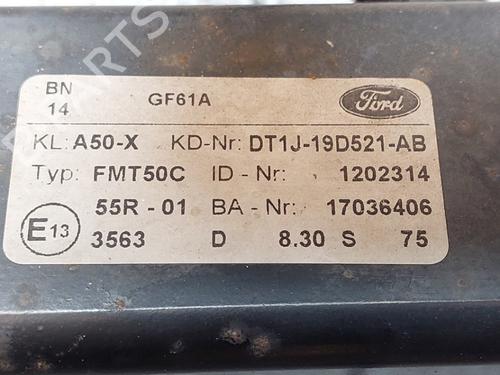 PARTS
BN
14
GF61A
Ford
KL: A50-X KD-Nr: DT1J-19D521-AB
Typ: FMT50C ID - Nr: 1202314
55R - 01 BA - Nr: 17036406
E13
3563 D 8.30 S 75